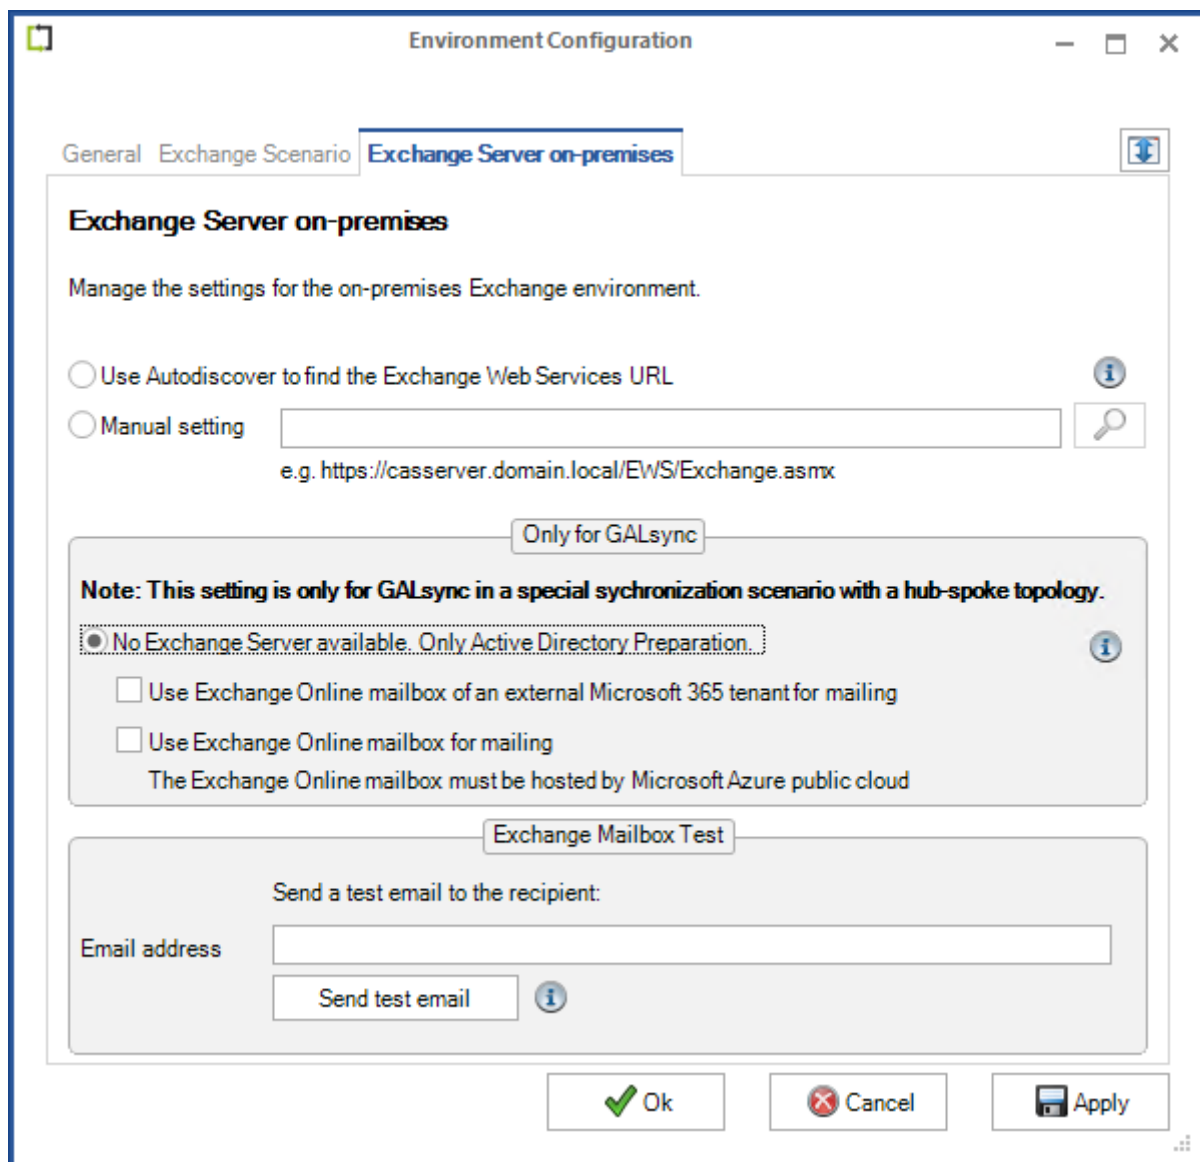 Environment Configuration
General Exchange Scenario Exchange Server on-premises
Exchange Server on-premises
Manage the settings for the on-premises Exchange environment.
Use Autodiscover to find the Exchange Web Services URL
Manual setting
e.g. https://casserver.domain.local/EWS/Exchange.asmx
Only for GALsync
Note: This setting is only for GALsync in a special sychronization scenario with a hub-spoke topology.
No Exchange Server available. Only Active Directory Preparation.
Use Exchange Online mailbox of an external Microsoft 365 tenant for mailing
Use Exchange Online mailbox for mailing
The Exchange Online mailbox must be hosted by Microsoft Azure public cloud
Exchange Mailbox Test
Send a test email to the recipient:
Email address
Send test email
Ok Cancel Apply